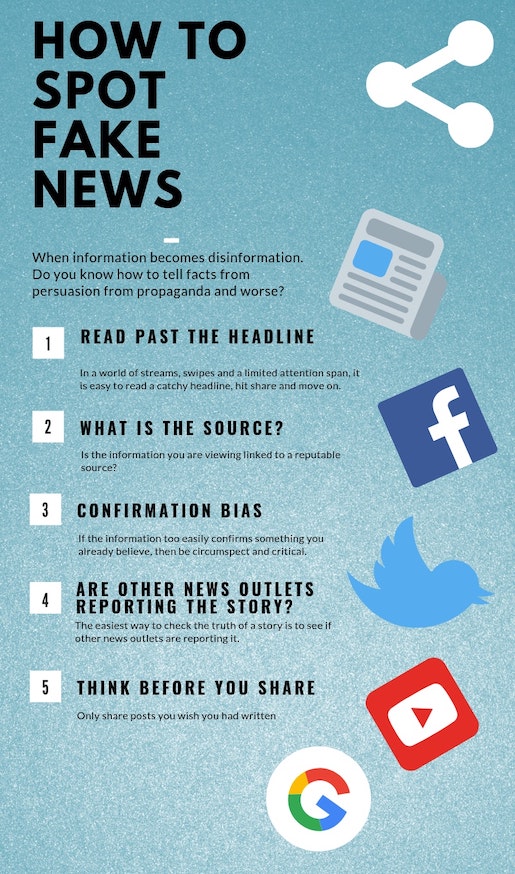 HOW TO
SPOT
FAKE
NEWS
When information becomes disinformation.
Do you know how to tell facts from
persuasion from propaganda and worse?
1
READ PAST THE HEADLINE
In a world of streams, swipes and a limited attention span, it
is easy to read a catchy headline, hit share and move on.
2
WHAT IS THE SOURCE?
Is the information you are viewing linked to a reputable
source?
3
CONFIRMATION BIAS
If the information too easily confirms something you
already believe, then be circumspect and critical.
4
ARE OTHER NEWS OUTLETS
REPORTING THE STORY?
The easiest way to check the truth of a story is to see if
other news outlets are reporting it.
5
THINK BEFORE YOU SHARE
Only share posts you wish you had written
f
G